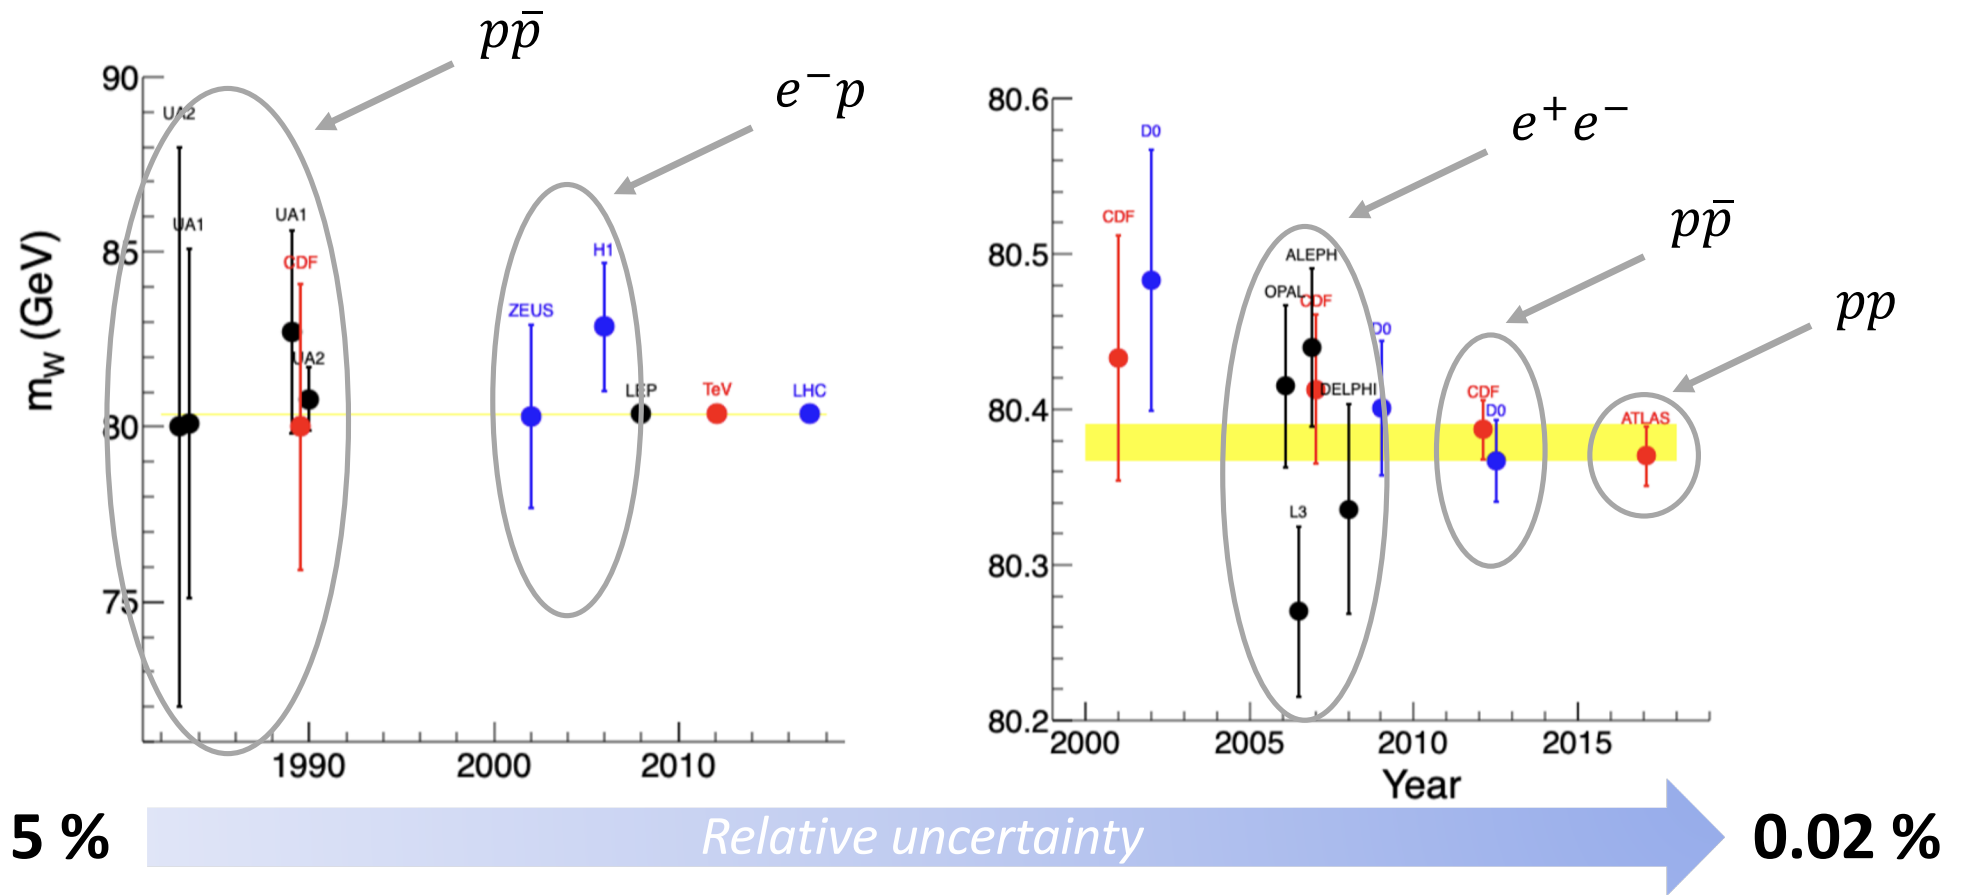 pp̄
e⁻p
90
UA2
UA1
UA1
85
CDF
H1
ZEUS
UA2
LEP
TeV
LHC
80
75
m_W (GeV)
1990
2000
2010
e⁺e⁻
pp̄
pp
80.6
D0
CDF
80.5
ALEPH
OPAL
CDF
D0
DELPHI
CDF
D0
ATLAS
80.4
L3
80.3
80.2
2000
2005
2010
2015
Year
5 %
Relative uncertainty
0.02 %